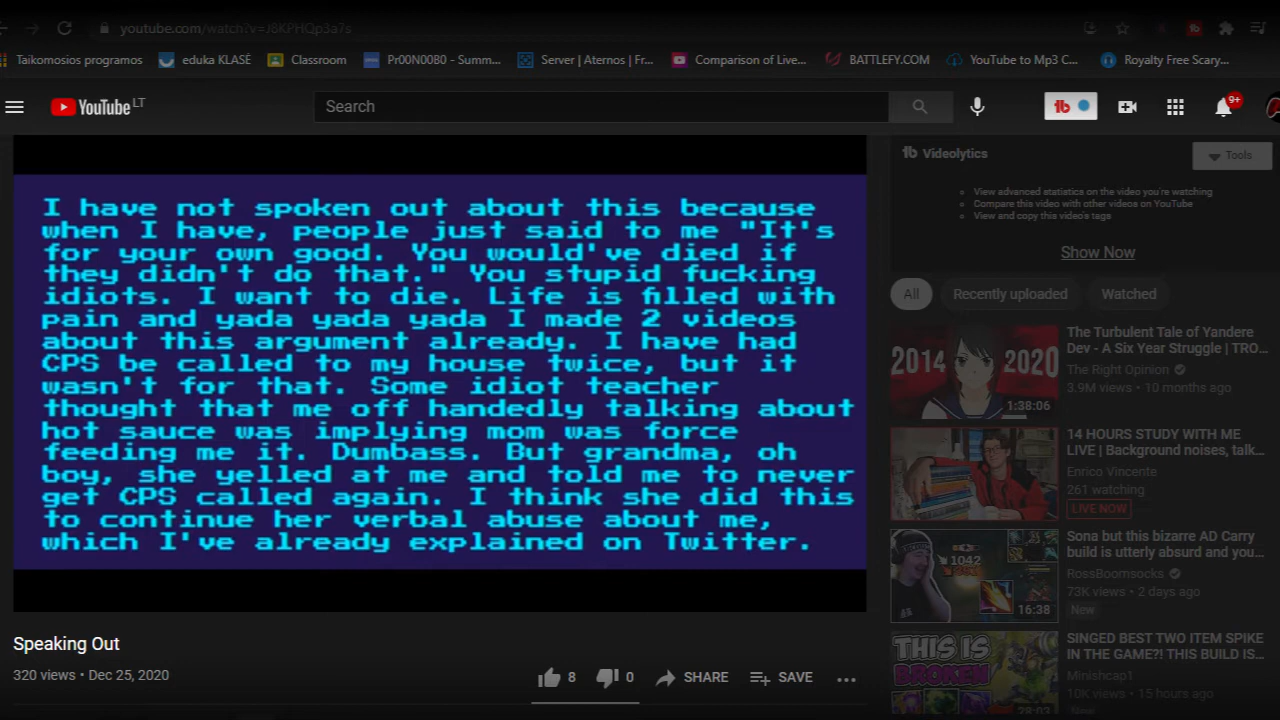 youtube.com/watch?v=J8KPHQp3a7s
Taikomosios programos eduka KLASĖ Classroom Pr00N0080 - Summ... Server | Aternos | Fr... Comparison of Live... BATTLEFY.COM YouTube to Mp3 C... Royalty Free Scary...
YouTube LT Search 9+
I have not spoken out about this because
when I have, people just said to me "It's
for your own good. You would've died if
they didn't do that." You stupid fucking
idiots. I want to die. Life is filled with
pain and yada yada yada I made 2 videos
about this argument already. I have had
CPS be called to my house twice, but it
wasn't for that. Some idiot teacher
thought that me off handedly talking about
hot sauce was implying mom was force
feeding me it. Dumbass. But grandma, oh
boy, she yelled at me and told me to never
get CPS called again. I think she did this
to continue her verbal abuse about me,
which I've already explained on Twitter.
Speaking Out
320 views • Dec 25, 2020
8 0 SHARE SAVE
Videolytics Tools
View advanced statistics on the video you're watching
Compare this video with other videos on YouTube
View and copy this video's tags
Show Now
All Recently uploaded Watched
2014 2020
1:38:06
The Turbulent Tale of Yandere
Dev - A Six Year Struggle | TRO...
The Right Opinion
3.9M views • 10 months ago
14 HOURS STUDY WITH ME
LIVE | Background noises, talk...
Enrico Vincente
261 watching
LIVE NOW
1042
16:38
Sona but this bizarre AD Carry
build is utterly absurd and you...
RossBoomsocks
73K views • 2 days ago
New
THIS IS
BROKEN
28:03
SINGED BEST TWO ITEM SPIKE
IN THE GAME?! THIS BUILD IS...
Minishcap1
10K views • 15 hours ago
New